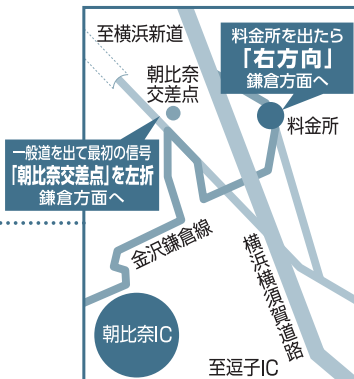 至横浜新道
料金所を出たら
「右方向」
鎌倉方面へ
朝比奈
交差点
料金所
一般道を出て最初の信号
「朝比奈交差点」を左折
鎌倉方面へ
金沢鎌倉線
横浜横須賀道路
朝比奈IC
至逗子IC